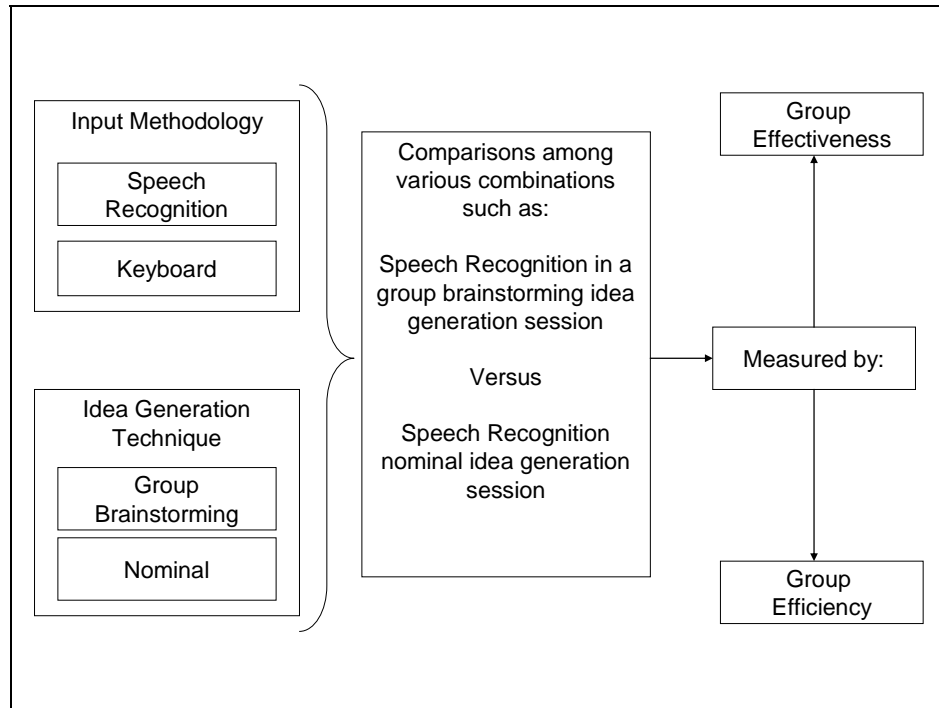 Input Methodology
Speech
Recognition
Keyboard
Idea Generation
Technique
Group
Brainstorming
Nominal
Comparisons among
various combinations
such as:
Speech Recognition in a
group brainstorming idea
generation session
Versus
Speech Recognition
nominal idea generation
session
Measured by:
Group
Effectiveness
Group
Efficiency